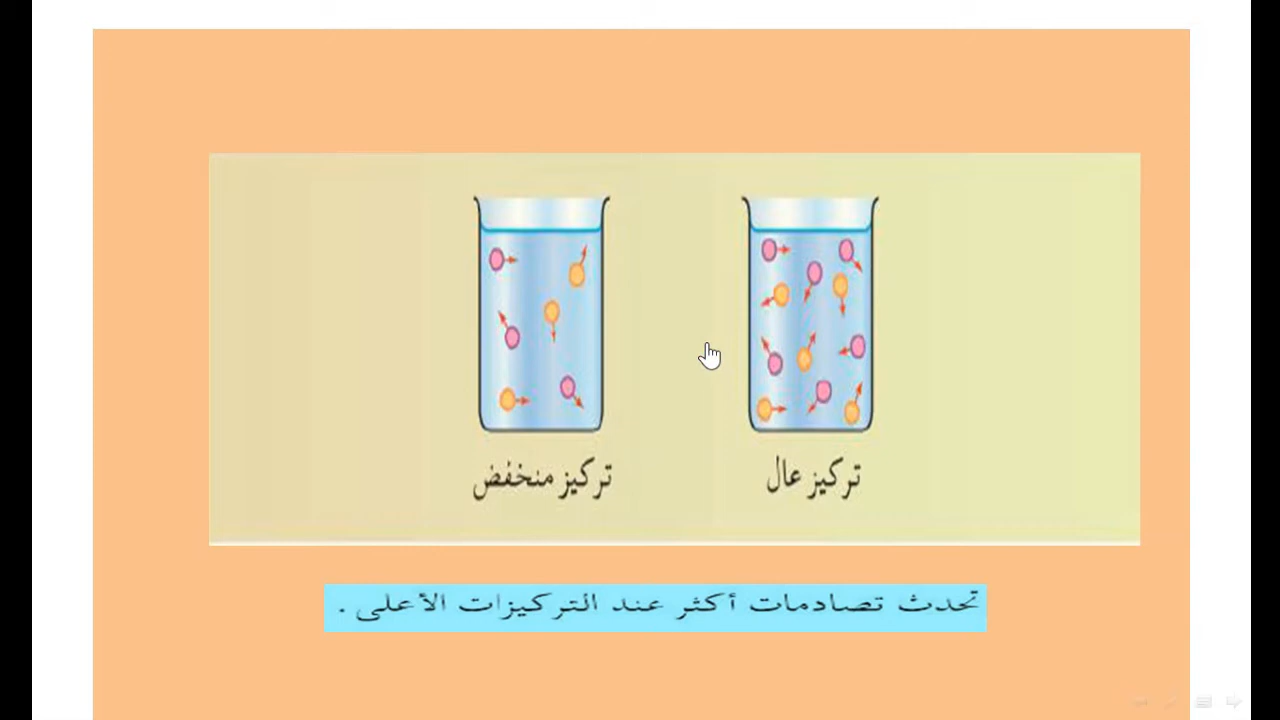 تركيز عال
تركيز منخفض
تحدث تصادمات أكثر عند التركيزات الأعلى .